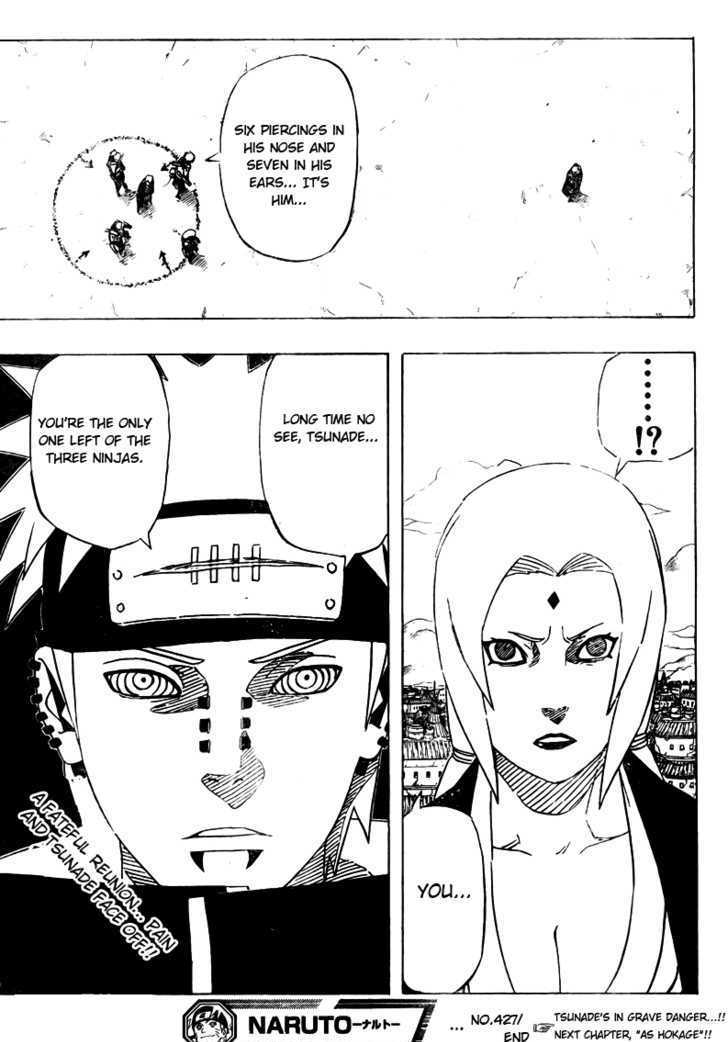 SIX PIERCINGS IN
HIS NOSE AND
SEVEN IN HIS
EARS... IT'S
HIM...
!?
YOU...
LONG TIME NO
SEE, TSUNADE...
YOU'RE THE ONLY
ONE LEFT OF THE
THREE NINJAS.
A FATEFUL REUNION... PAIN
AND TSUNADE FACE OFF!!
NARUTO—ナルト—
... NO.427/
END
☞ TSUNADE'S IN GRAVE DANGER...!!
NEXT CHAPTER, "AS HOKAGE"!!